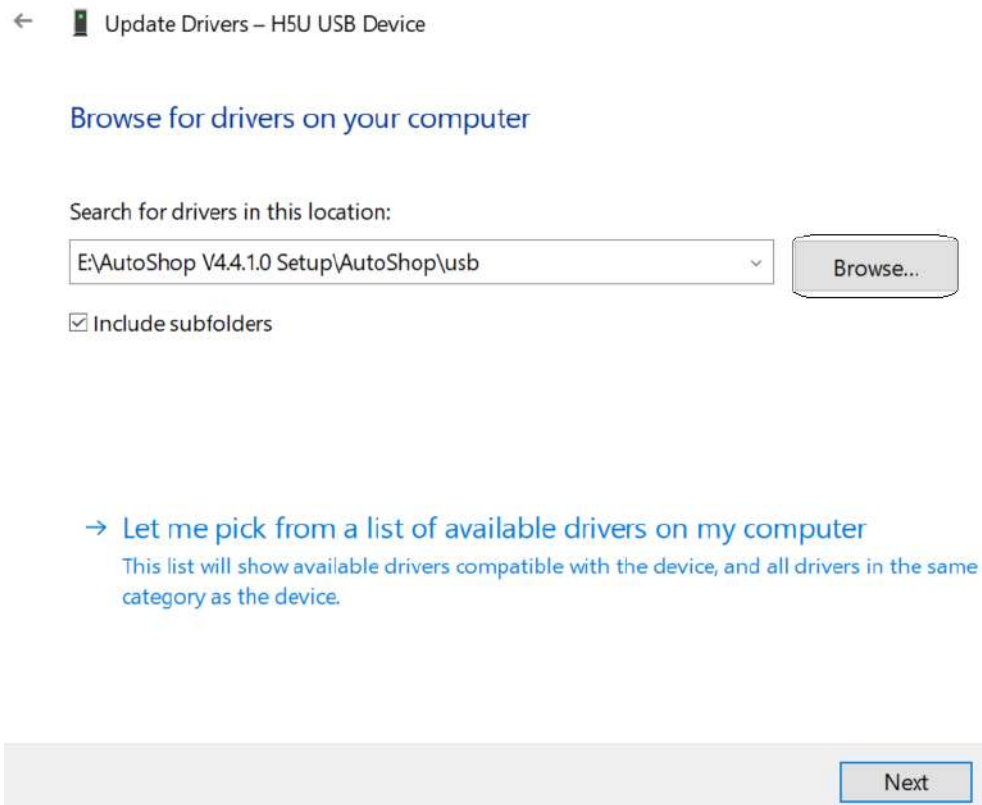 Update Drivers – H5U USB Device
Browse for drivers on your computer
Search for drivers in this location:
E:\AutoShop V4.4.1.0 Setup\AutoShop\usb
Browse...
Include subfolders
Let me pick from a list of available drivers on my computer
This list will show available drivers compatible with the device, and all drivers in the same
category as the device.
Next